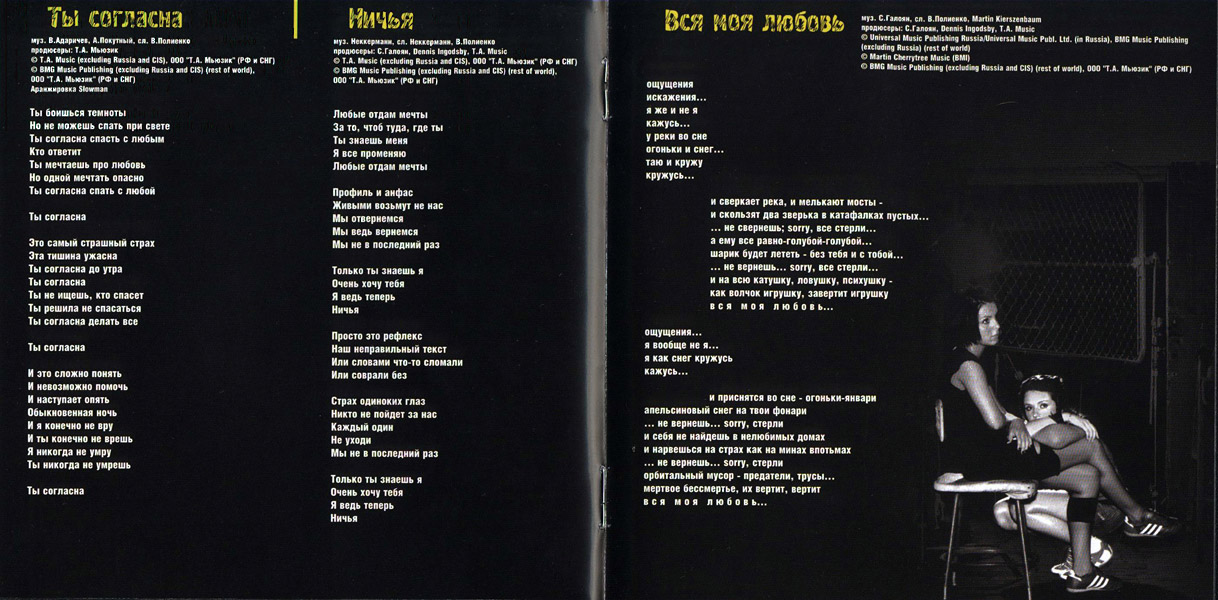 Ты согласна
муз. В.Адаричев, А.Покутный, сл. В.Полиенко
продюсеры: Т.А. Мьюзик
© T.A. Music (excluding Russia and CIS), ООО "Т.А. Мьюзик" (РФ и СНГ)
© BMG Music Publishing (excluding Russia and CIS) (rest of world),
ООО "Т.А. Мьюзик" (РФ и СНГ)
Аранжировка Slowman
Ты боишься темноты
Но не можешь спать при свете
Ты согласна спасть с любым
Кто ответит
Ты мечтаешь про любовь
Но одной мечтать опасно
Ты согласна спать с любой
Ты согласна
Это самый страшный страх
Эта тишина ужасна
Ты согласна до утра
Ты согласна
Ты не ищешь, кто спасет
Ты решила не спасаться
Ты согласна делать все
Ты согласна
И это сложно понять
И невозможно помочь
И наступает опять
Обыкновенная ночь
И я конечно не вру
И ты конечно не врешь
Я никогда не умру
Ты никогда не умрешь
Ты согласна
Ничья
муз. Неккерманн, сл. Неккерманн, В.Полиенко
продюсеры: С.Галоян, Dennis Ingodsby, T.A. Music
© T.A. Music (excluding Russia and CIS), ООО "Т.А. Мьюзик" (РФ и СНГ)
© BMG Music Publishing (excluding Russia and CIS) (rest of world),
ООО "Т.А. Мьюзик" (РФ и СНГ)
Любые отдам мечты
За то, чтоб туда, где ты
Ты знаешь меня
Я все променяю
Любые отдам мечты
Профиль и анфас
Живыми возьмут не нас
Мы отвернемся
Мы ведь вернемся
Мы не в последний раз
Только ты знаешь я
Очень хочу тебя
Я ведь теперь
Ничья
Просто это рефлекс
Наш неправильный текст
Или словами что-то сломали
Или соврали без
Страх одиноких глаз
Никто не пойдет за нас
Каждый один
Не уходи
Мы не в последний раз
Только ты знаешь я
Очень хочу тебя
Я ведь теперь
Ничья
Вся моя любовь
муз. С.Галоян, сл. В.Полиенко, Martin Kierszenbaum
продюсеры: С.Галоян, Dennis Ingodsby, T.A. Music
© Universal Music Publishing Russia/Universal Music Publ. Ltd. (in Russia), BMG Music Publishing
(excluding Russia) (rest of world)
© Martin Cherrytree Music (BMI)
© BMG Music Publishing (excluding Russia and CIS) (rest of world), ООО "Т.А. Мьюзик" (РФ и СНГ)
ощущения
искажения...
я же и не я
кажусь...
у реки во сне
огоньки и снег...
таю и кружу
кружусь...
и сверкает река, и мелькают мосты -
и скользят два зверька в катафалках пустых...
... не свернешь; sorry, все стерли...
а ему все равно-голубой-голубой...
шарик будет лететь - без тебя и с тобой...
... не вернешь... sorry, все стерли...
и на всю катушку, ловушку, психушку -
как волчок игрушку, завертит игрушку
вся моя любовь...
ощущения...
я вообще не я...
я как снег кружусь
кажусь...
и приснятся во сне - огоньки-январи
апельсиновый снег на твои фонари
... не вернешь... sorry, стерли
и себя не найдешь в нелюбимых домах
и нарвешься на страх как на минах впотьмах
... не вернешь... sorry, стерли
орбитальный мусор - предатели, трусы...
мертвое бессмертье, их вертит, вертит
вся моя любовь...